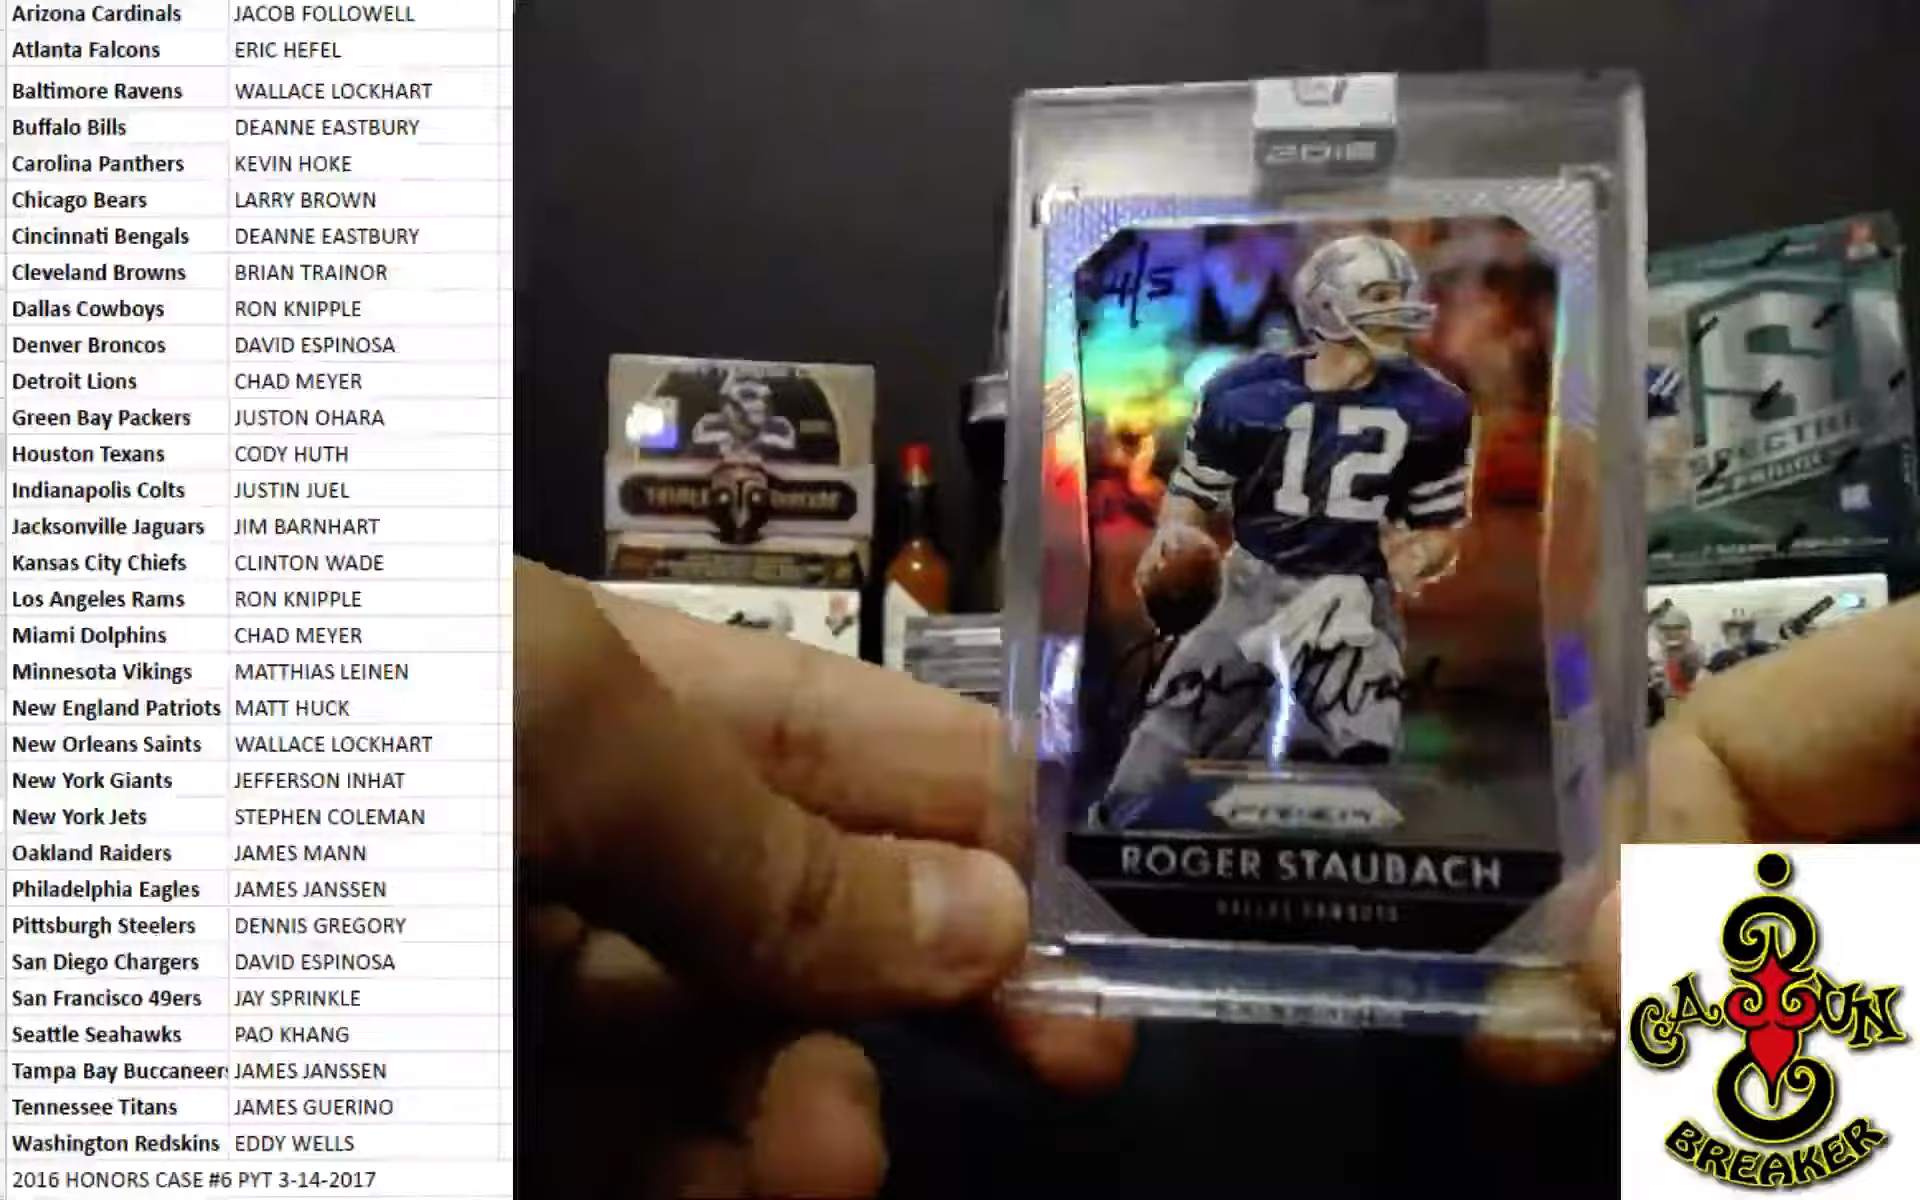 Arizona Cardinals JACOB FOLLOWELL
Atlanta Falcons ERIC HEFEL
Baltimore Ravens WALLACE LOCKHART
Buffalo Bills DEANNE EASTBURY
Carolina Panthers KEVIN HOKE
Chicago Bears LARRY BROWN
Cincinnati Bengals DEANNE EASTBURY
Cleveland Browns BRIAN TRAINOR
Dallas Cowboys RON KNIPPLE
Denver Broncos DAVID ESPINOSA
Detroit Lions CHAD MEYER
Green Bay Packers JUSTON OHARA
Houston Texans CODY HUTH
Indianapolis Colts JUSTIN JUEL
Jacksonville Jaguars JIM BARNHART
Kansas City Chiefs CLINTON WADE
Los Angeles Rams RON KNIPPLE
Miami Dolphins CHAD MEYER
Minnesota Vikings MATTHIAS LEINEN
New England Patriots MATT HUCK
New Orleans Saints WALLACE LOCKHART
New York Giants JEFFERSON INHAT
New York Jets STEPHEN COLEMAN
Oakland Raiders JAMES MANN
Philadelphia Eagles JAMES JANSSEN
Pittsburgh Steelers DENNIS GREGORY
San Diego Chargers DAVID ESPINOSA
San Francisco 49ers JAY SPRINKLE
Seattle Seahawks PAO KHANG
Tampa Bay Buccaneer JAMES JANSSEN
Tennessee Titans JAMES GUERINO
Washington Redskins EDDY WELLS
2016 HONORS CASE #6 PYT 3-14-2017
2016
4/5
12
Roger Staubach
PRIZM
ROGER STAUBACH
DALLAS COWBOYS
SPECTRA
CAJUN
BREAKER